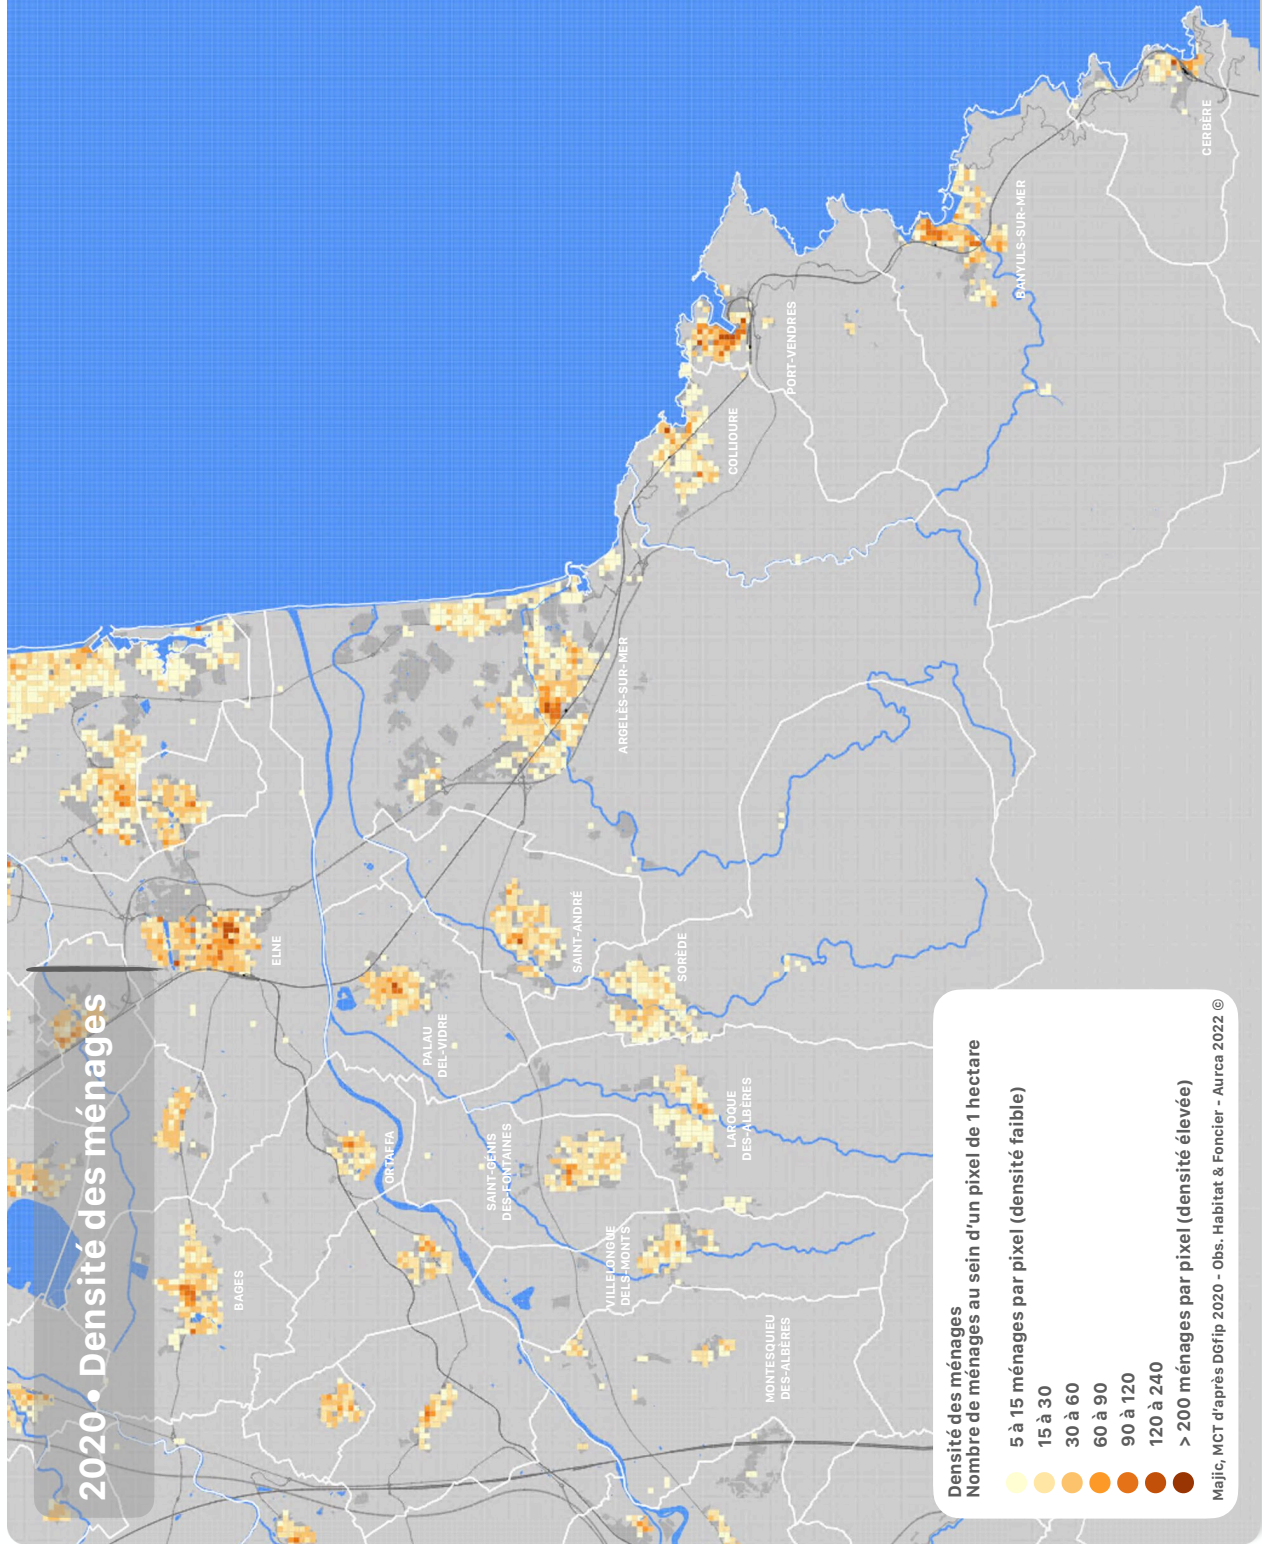 2020 • Densité des ménages
CERBÈRE
BANYULS-SUR-MER
PORT-VENDRES
COLLIOURE
ARGELÈS-SUR-MER
ELNE
SAINT-ANDRÉ
SORÈDE
PALAU
DEL-VIDRE
LAROQUE
DES-ALBÈRES
ORTAFFA
SAINT-GÉNIS
DES-FONTAINES
VILLELONGUE
DELS-MONTS
BAGES
MONTESQUIEU
DES-ALBÈRES
Densité des ménages
Nombre de ménages au sein d'un pixel de 1 hectare
5 à 15 ménages par pixel (densité faible)
15 à 30
30 à 60
60 à 90
90 à 120
120 à 240
> 200 ménages par pixel (densité élevée)
Majic, MCT d'après DGfip 2020 - Obs. Habitat & Foncier - Aurca 2022 ©